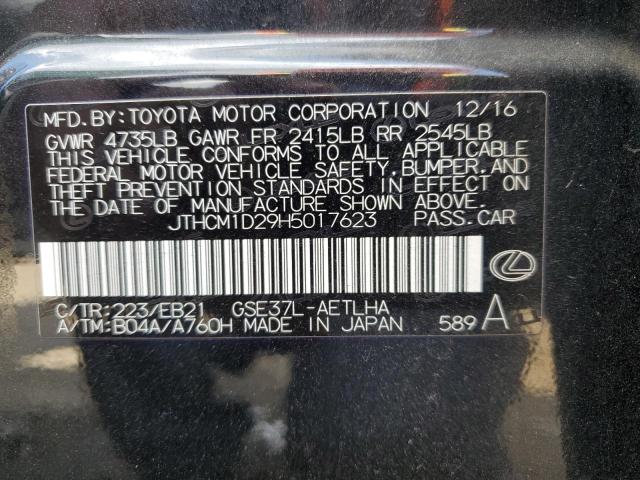 MFD.BY:TOYOTA MOTOR CORPORATION 12/16
GVWR 4735LB GAWR FR 2415LB RR 2545LB
THIS VEHICLE CONFORMS TO ALL APPLICABLE
FEDERAL MOTOR VEHICLE SAFETY,BUMPER,AND
THEFT PREVENTION STANDARDS IN EFFECT ON
THE DATE OF MANUFACTURE SHOWN ABOVE.
JTHCM1D29H5017623 PASS.CAR
C/TR:223/EB21 GSE37L-AETLHA
A/TM:B04A/A760H MADE IN JAPAN 589 A